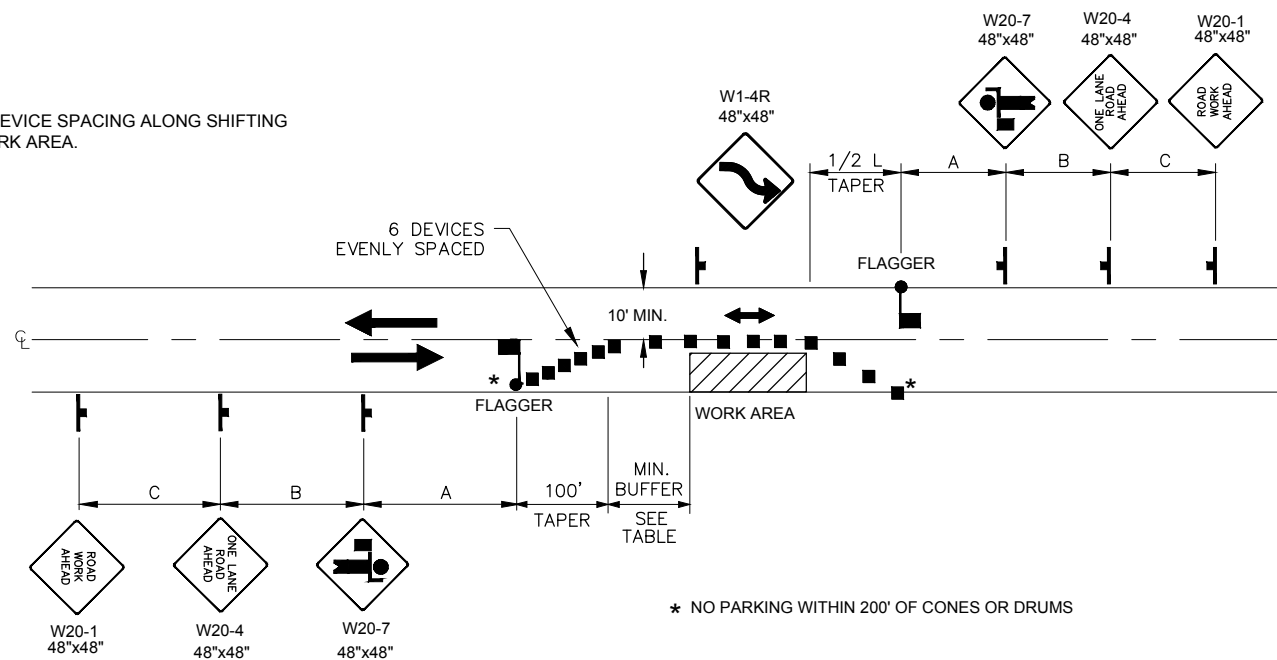 W20-7
48"x48"
W20-4
48"x48"
W20-1
48"x48"
ONE LANE
ROAD
AHEAD
ROAD
WORK
AHEAD
W1-4R
48"x48"
EVICE SPACING ALONG SHIFTING
RK AREA.
1/2 L
TAPER
A
B
C
6 DEVICES
EVENLY SPACED
FLAGGER
10' MIN.
℄
*
*
FLAGGER
WORK AREA
C
B
A
100'
TAPER
MIN.
BUFFER
SEE
TABLE
ROAD
WORK
AHEAD
ONE LANE
ROAD
AHEAD
* NO PARKING WITHIN 200' OF CONES OR DRUMS
W20-1
48"x48"
W20-4
48"x48"
W20-7
48"x48"